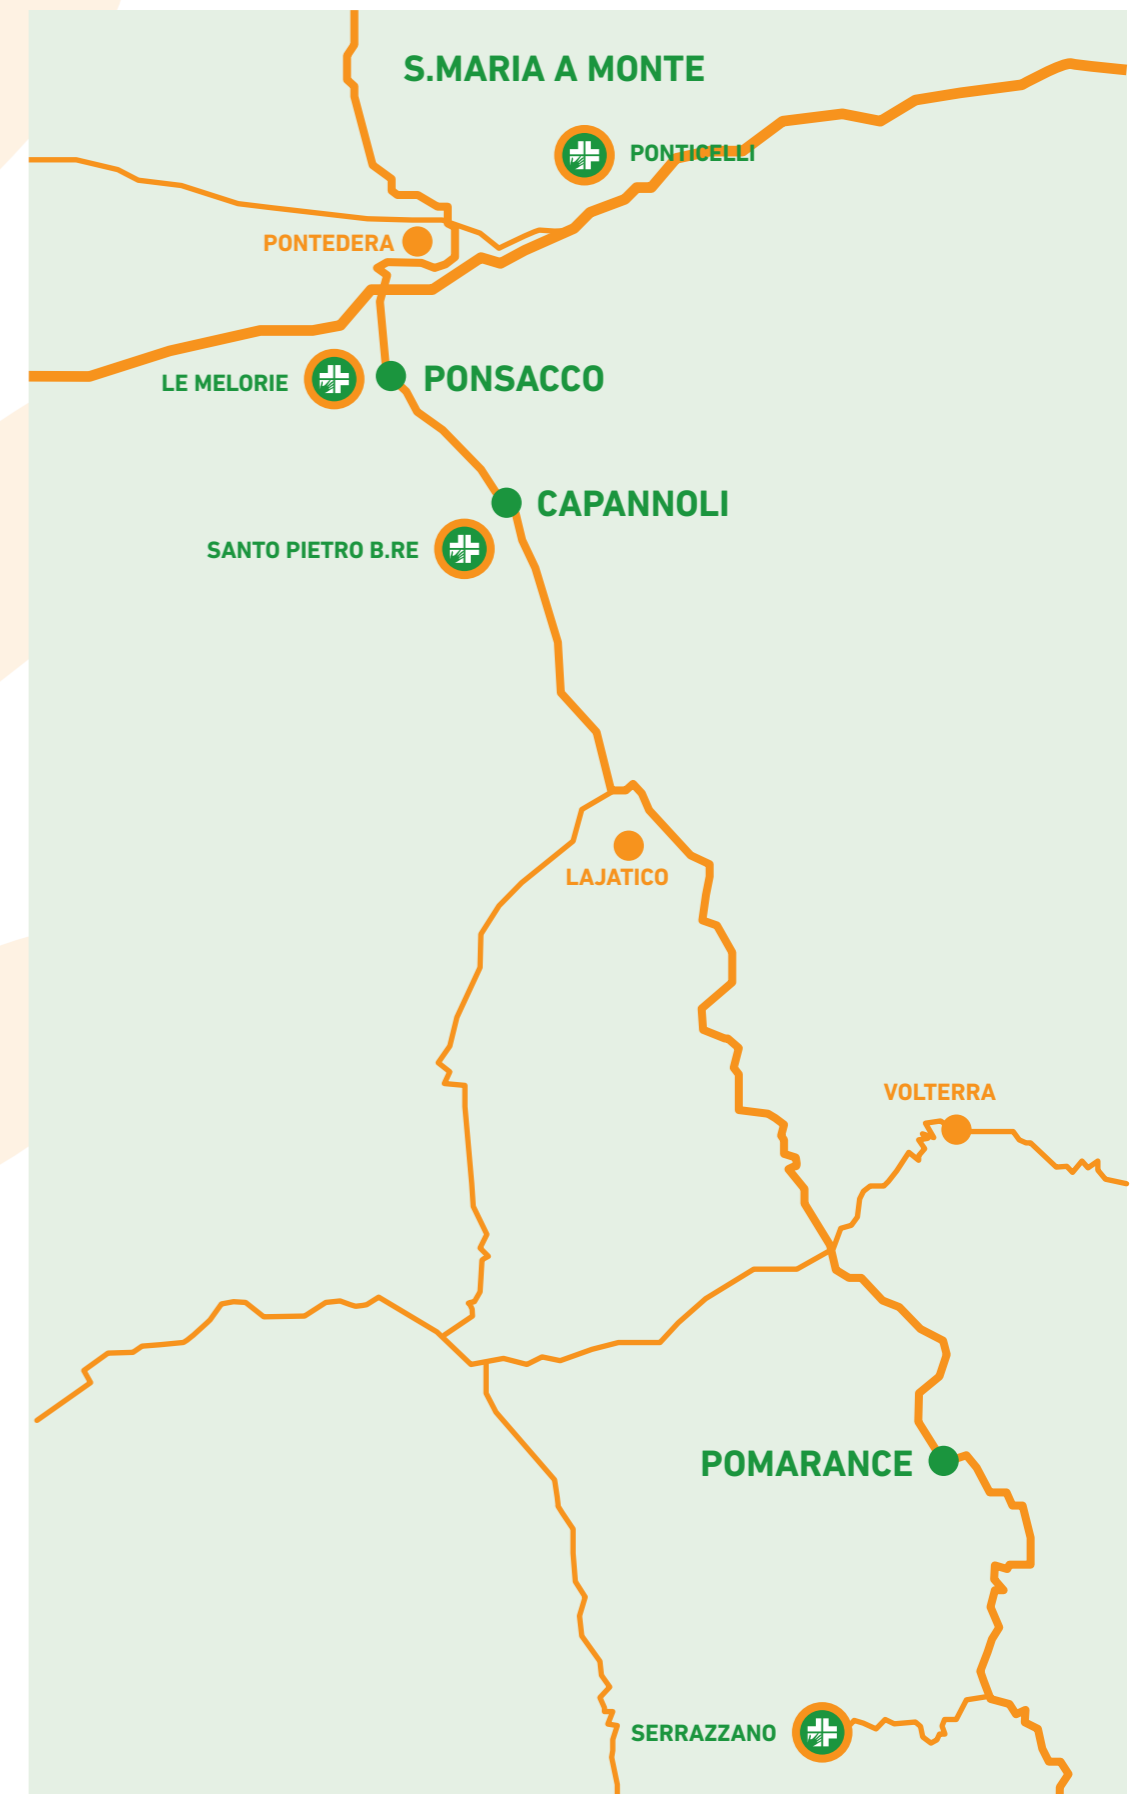 S.MARIA A MONTE
PONTICELLI
PONTEDERA
LE MELORIE
PONSACCO
CAPANNOLI
SANTO PIETRO B.RE
LAJATICO
VOLTERRA
POMARANCE
SERRAZZANO